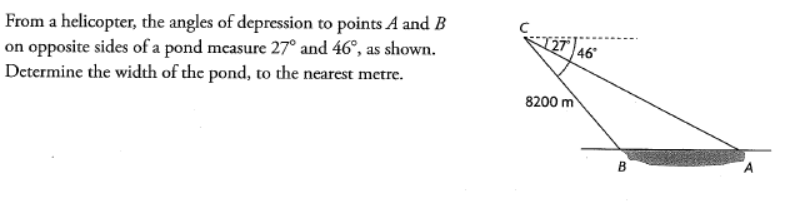 From a helicopter, the angles of depression to points A and B
on opposite sides of a pond measure 27° and 46°, as shown.
Determine the width of the pond, to the nearest metre.
C
27°
46°
8200 m
B
A